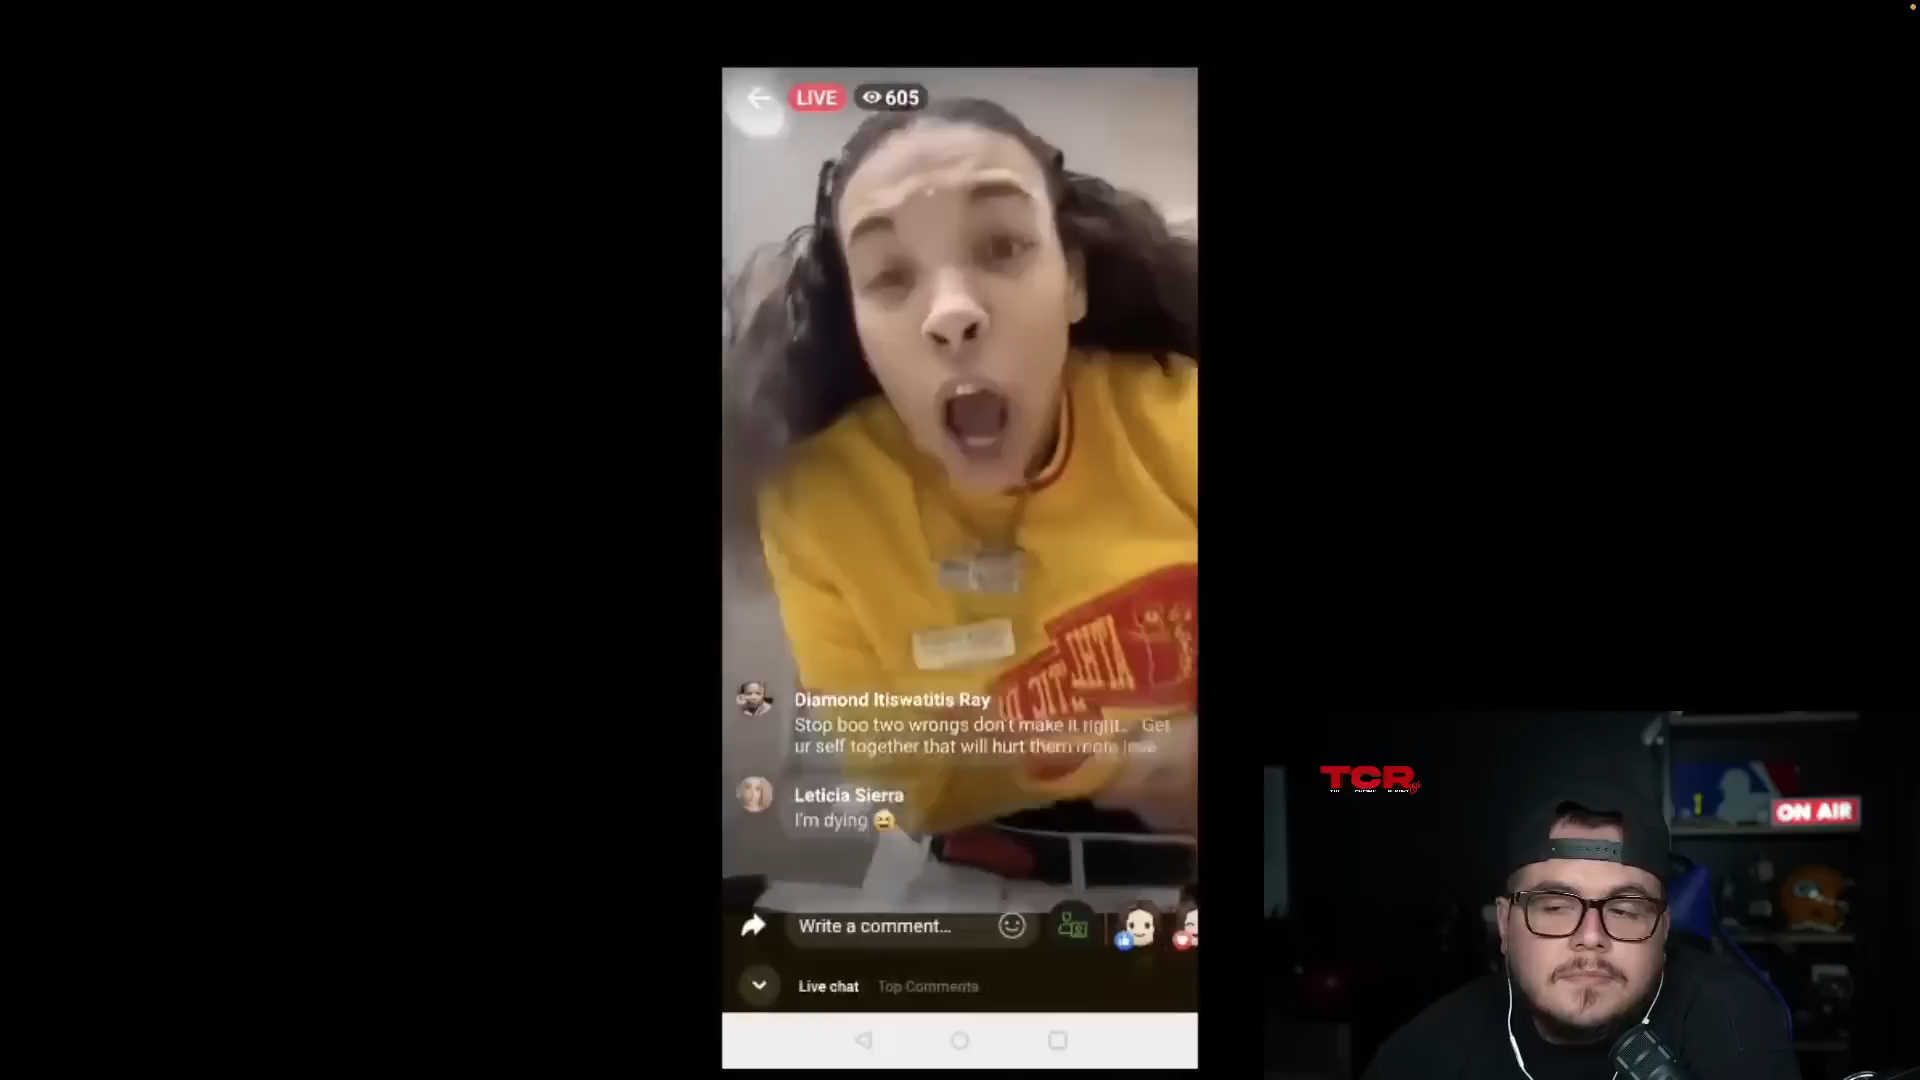 LIVE
605
Diamond Itiswatitis Ray
Stop boo two wrongs don't make it right.. Get
ur self together that will hurt them more
Leticia Sierra
I'm dying 😆
Write a comment...
Live chat Top Comments
TCR
ON AIR